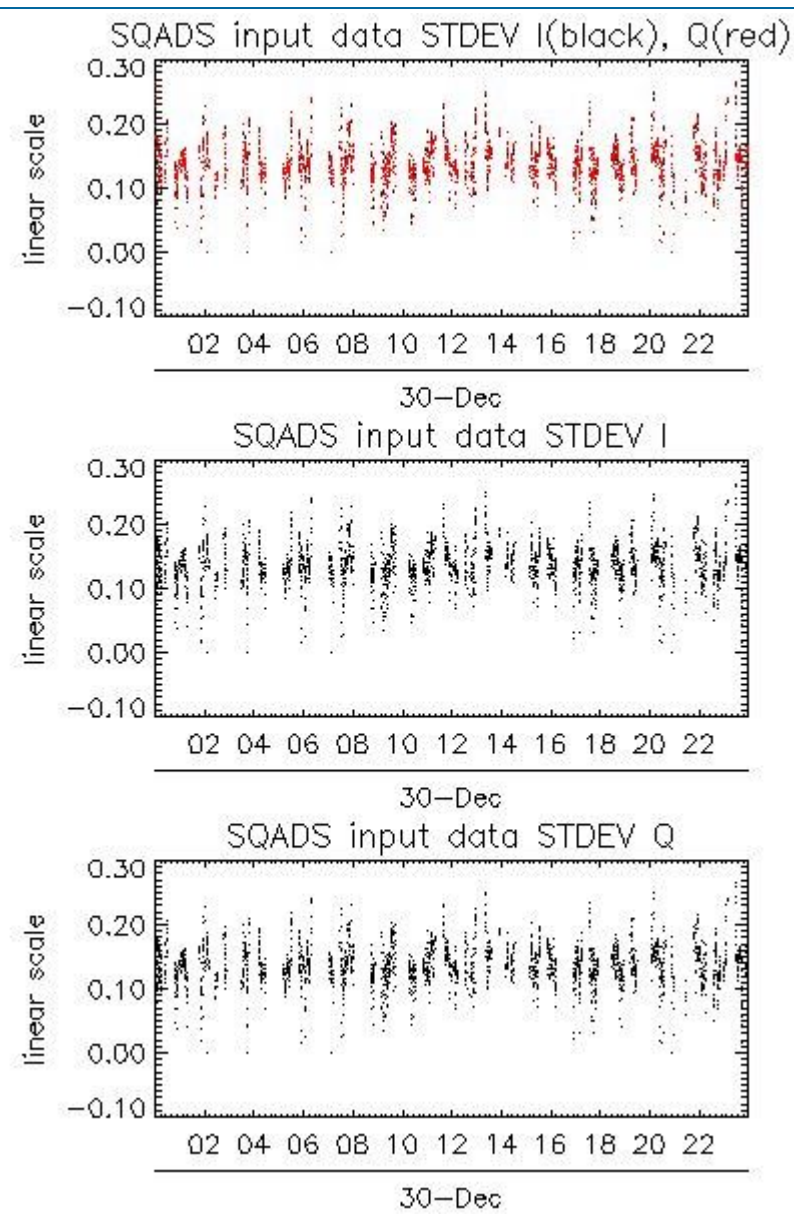 SQADS input data STDEV I(black), Q(red)
0.30
0.20
0.10
0.00
−0.10
linear scale
02 04 06 08 10 12 14 16 18 20 22
30−Dec
SQADS input data STDEV I
0.30
0.20
0.10
0.00
−0.10
linear scale
02 04 06 08 10 12 14 16 18 20 22
30−Dec
SQADS input data STDEV Q
0.30
0.20
0.10
0.00
−0.10
linear scale
02 04 06 08 10 12 14 16 18 20 22
30−Dec